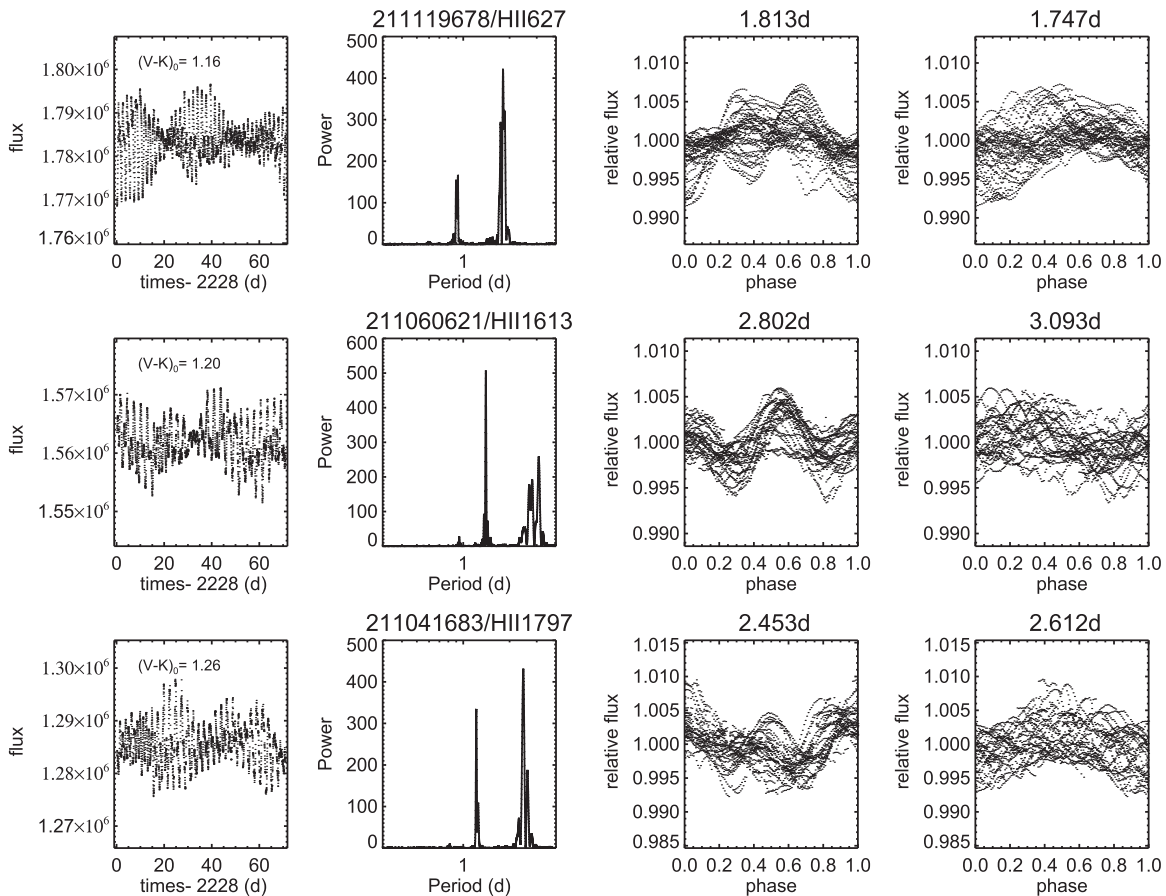 211119678/HII627
1.813d
1.747d
(V-K)₀= 1.16
1.80×10⁶
1.79×10⁶
1.78×10⁶
1.77×10⁶
1.76×10⁶
flux
0 20 40 60
times- 2228 (d)
500
400
300
200
100
0
Power
1
Period (d)
1.010
1.005
1.000
0.995
0.990
relative flux
0.0 0.2 0.4 0.6 0.8 1.0
phase
1.010
1.005
1.000
0.995
0.990
relative flux
0.0 0.2 0.4 0.6 0.8 1.0
phase
211060621/HII1613
2.802d
3.093d
(V-K)₀= 1.20
1.57×10⁶
1.56×10⁶
1.55×10⁶
flux
0 20 40 60
times- 2228 (d)
600
500
400
300
200
100
0
Power
1
Period (d)
1.010
1.005
1.000
0.995
0.990
relative flux
0.0 0.2 0.4 0.6 0.8 1.0
phase
1.010
1.005
1.000
0.995
0.990
relative flux
0.0 0.2 0.4 0.6 0.8 1.0
phase
211041683/HII1797
2.453d
2.612d
(V-K)₀= 1.26
1.30×10⁶
1.29×10⁶
1.28×10⁶
1.27×10⁶
flux
0 20 40 60
times- 2228 (d)
500
400
300
200
100
0
Power
1
Period (d)
1.015
1.010
1.005
1.000
0.995
0.990
0.985
relative flux
0.0 0.2 0.4 0.6 0.8 1.0
phase
1.015
1.010
1.005
1.000
0.995
0.990
0.985
relative flux
0.0 0.2 0.4 0.6 0.8 1.0
phase